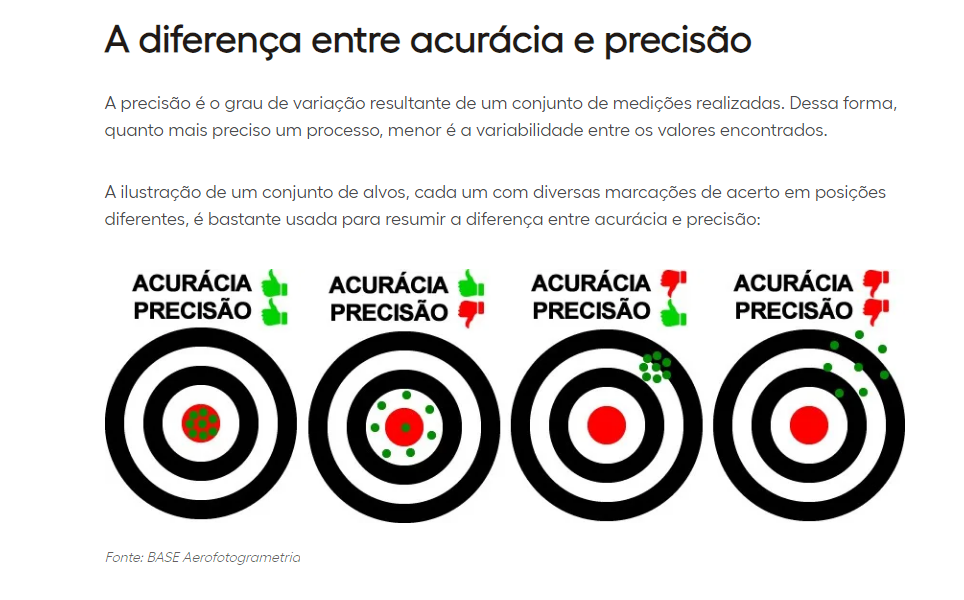 A diferença entre acurácia e precisão
A precisão é o grau de variação resultante de um conjunto de medições realizadas. Dessa forma,
quanto mais preciso um processo, menor é a variabilidade entre os valores encontrados.
A ilustração de um conjunto de alvos, cada um com diversas marcações de acerto em posições
diferentes, é bastante usada para resumir a diferença entre acurácia e precisão:
ACURÁCIA
PRECISÃO
ACURÁCIA
PRECISÃO
ACURÁCIA
PRECISÃO
ACURÁCIA
PRECISÃO
Fonte: BASE Aerofotogrametria